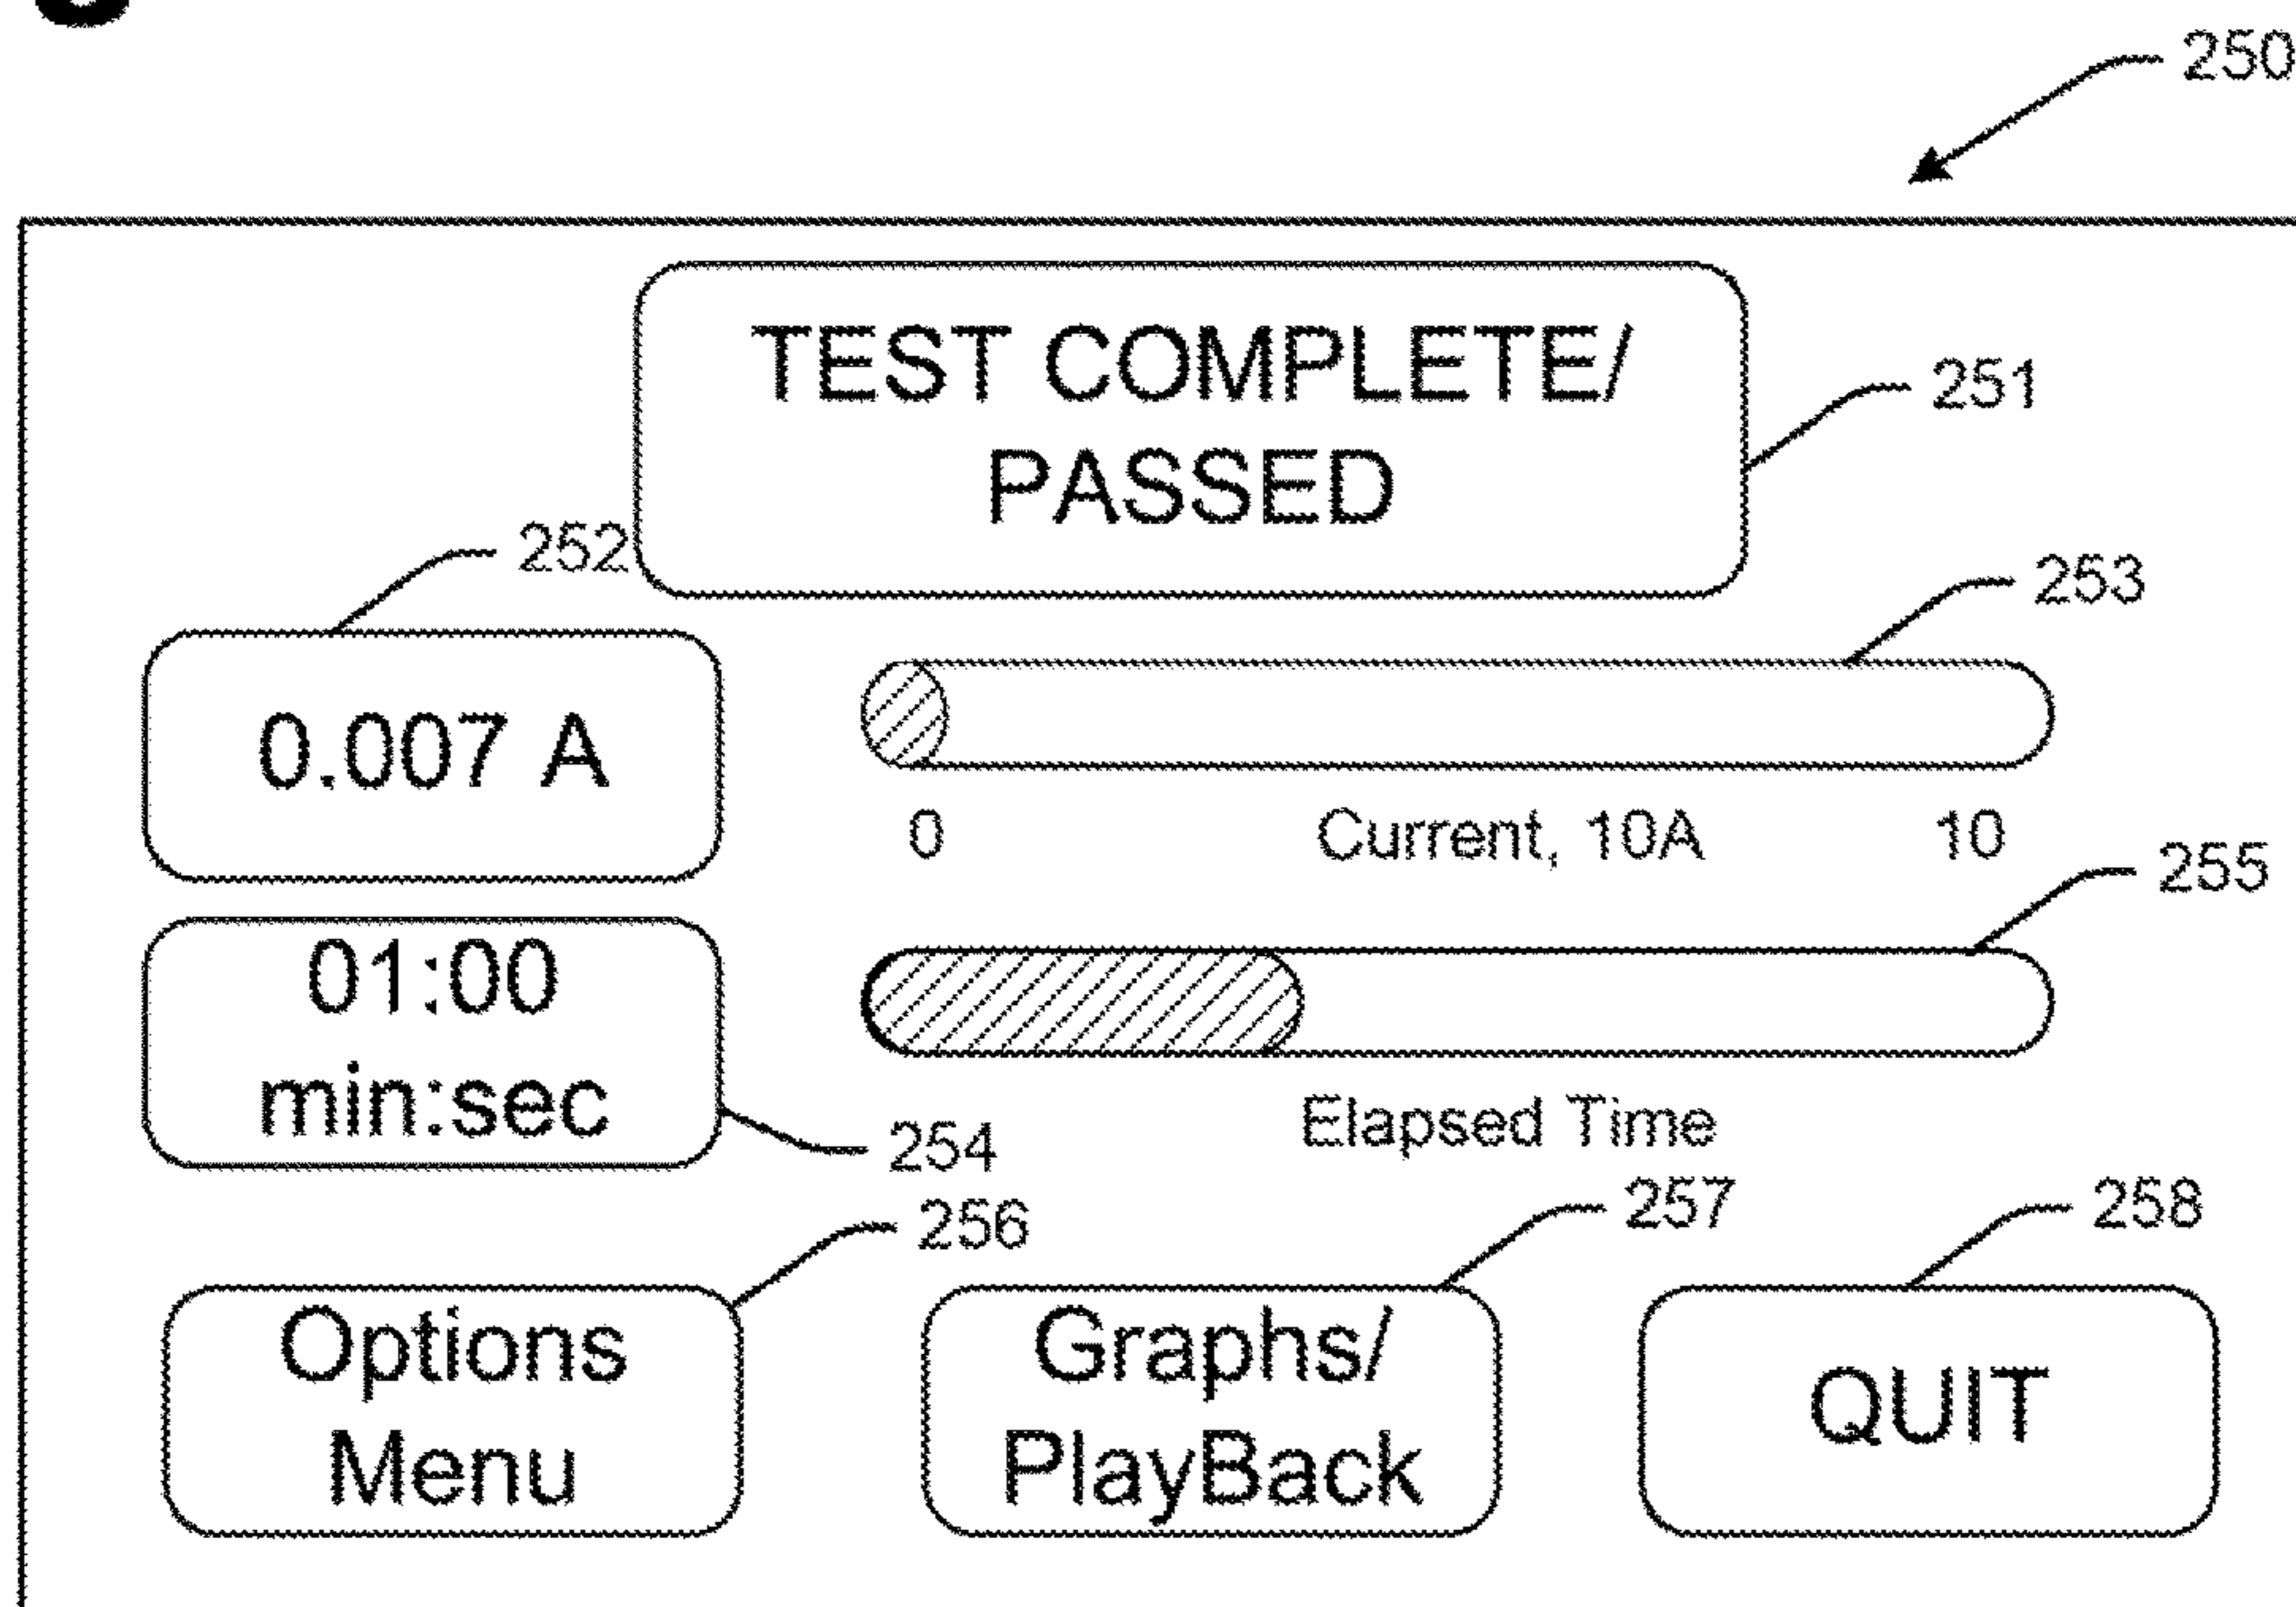 250
TEST COMPLETE/
PASSED
251
252
253
0.007 A
0 Current, 10A 10
255
01:00
min:sec
Elapsed Time
254
256
257
258
Options
Menu
Graphs/
PlayBack
QUIT